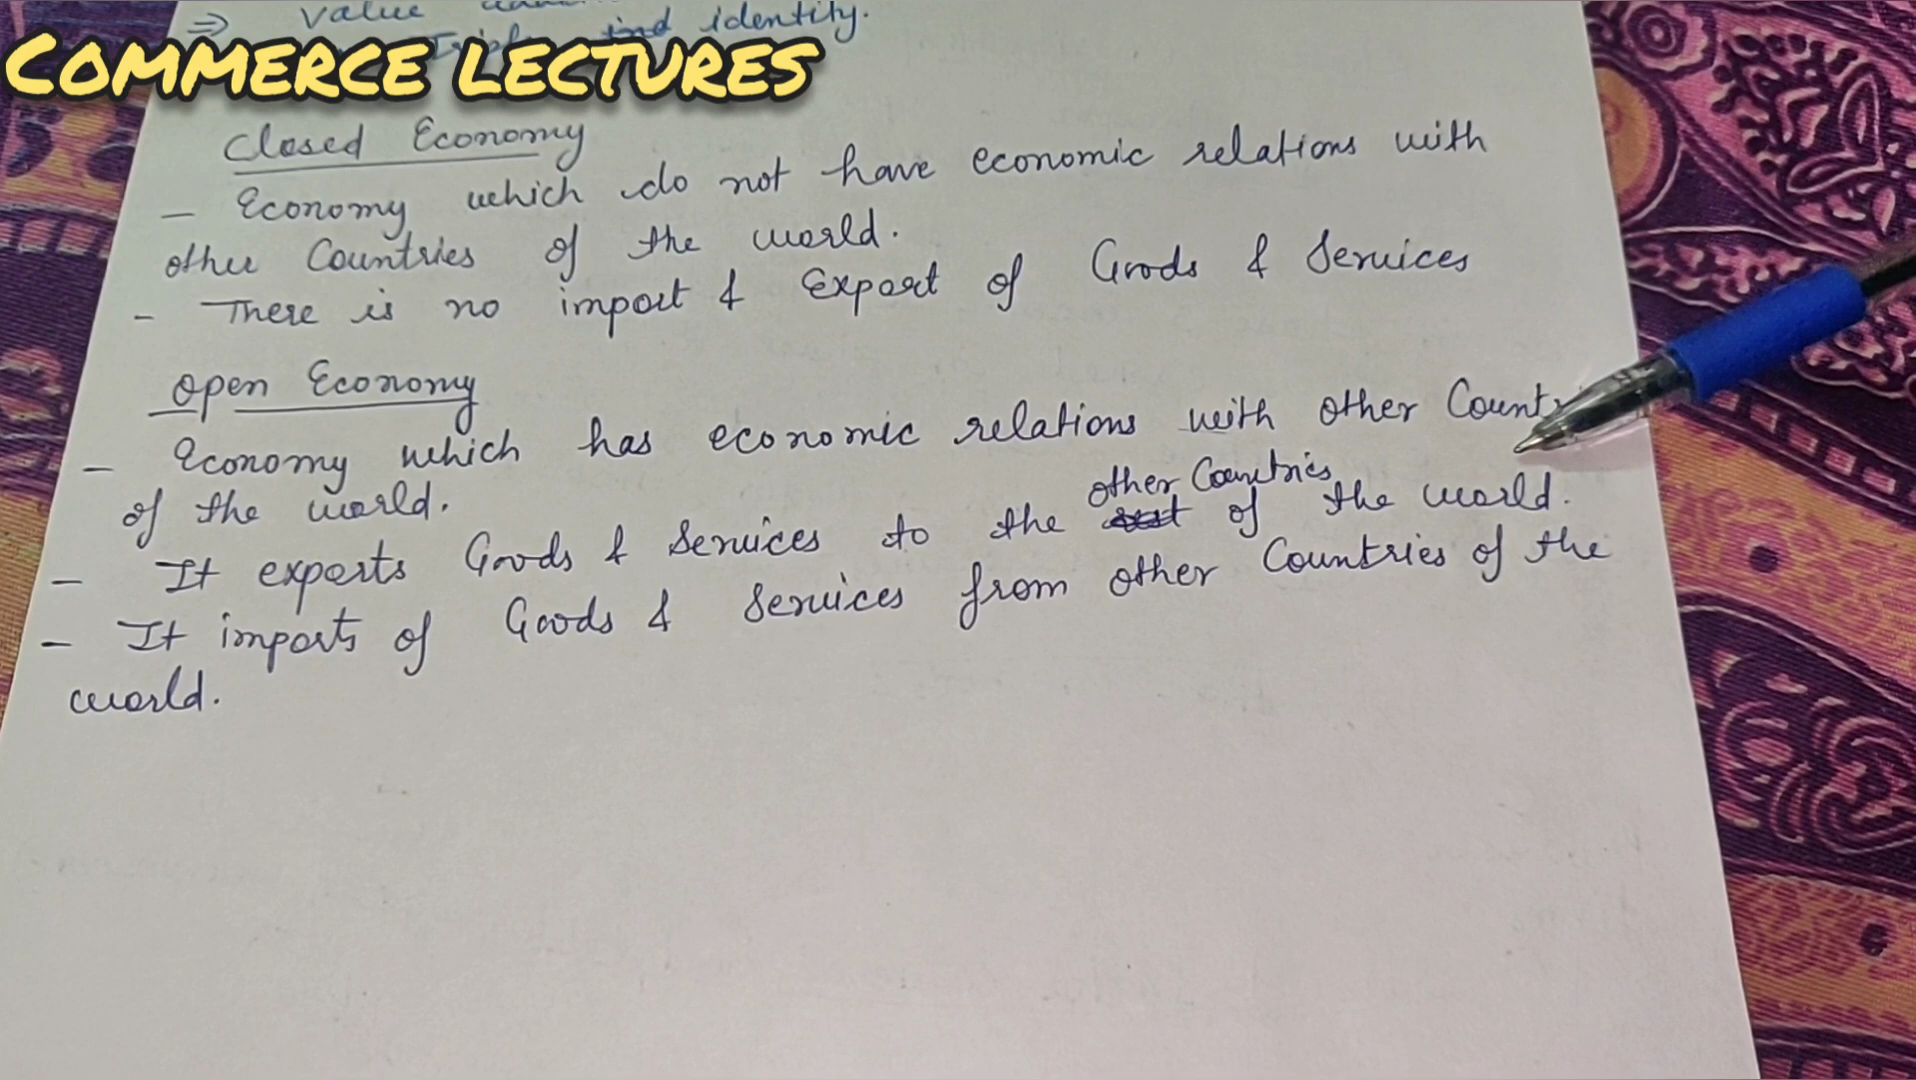 ⇒ value
identity.
COMMERCE LECTURES
Closed Economy
— Economy which do not have economic relations with
other Countries of the world.
- There is no import & Export of Goods & Services
Open Economy
— Economy which has economic relations with other Count
of the world.
other Countries
— It exports Goods & Services to the rest of the world.
— It imports of Goods & Services from other Countries of the
world.